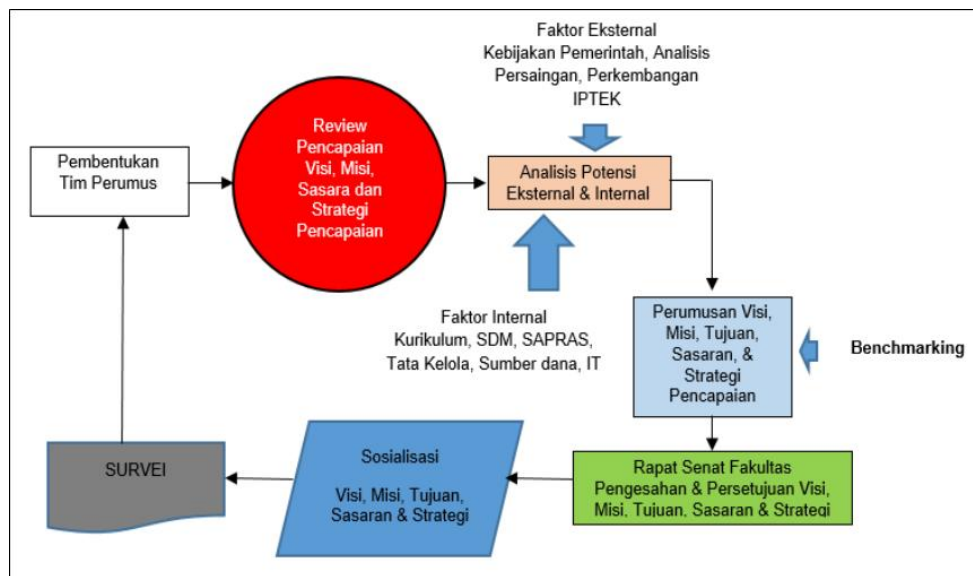 Faktor Eksternal
Kebijakan Pemerintah, Analisis
Persaingan, Perkembangan
IPTEK
Pembentukan
Tim Perumus
Review
Pencapaian
Visi, Misi,
Sasara dan
Strategi
Pencapaian
Analisis Potensi
Eksternal & Internal
Faktor Internal
Kurikulum, SDM, SAPRAS,
Tata Kelola, Sumber dana, IT
Perumusan Visi,
Misi, Tujuan,
Sasaran, &
Strategi
Pencapaian
Benchmarking
Rapat Senat Fakultas
Pengesahan & Persetujuan Visi,
Misi, Tujuan, Sasaran & Strategi
Sosialisasi
Visi, Misi, Tujuan,
Sasaran & Strategi
SURVEI